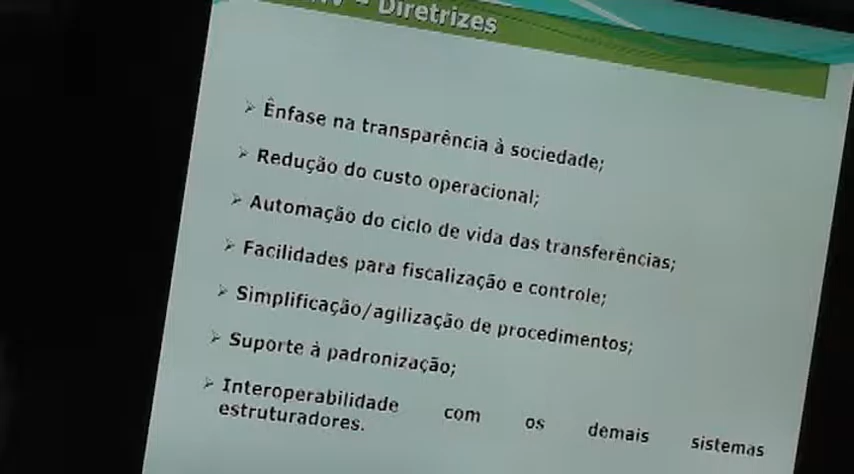 – Diretrizes
➢ Ênfase na transparência à sociedade;
➢ Redução do custo operacional;
➢ Automação do ciclo de vida das transferências;
➢ Facilidades para fiscalização e controle;
➢ Simplificação/agilização de procedimentos;
➢ Suporte à padronização;
➢ Interoperabilidade com os demais sistemas
estruturadores.